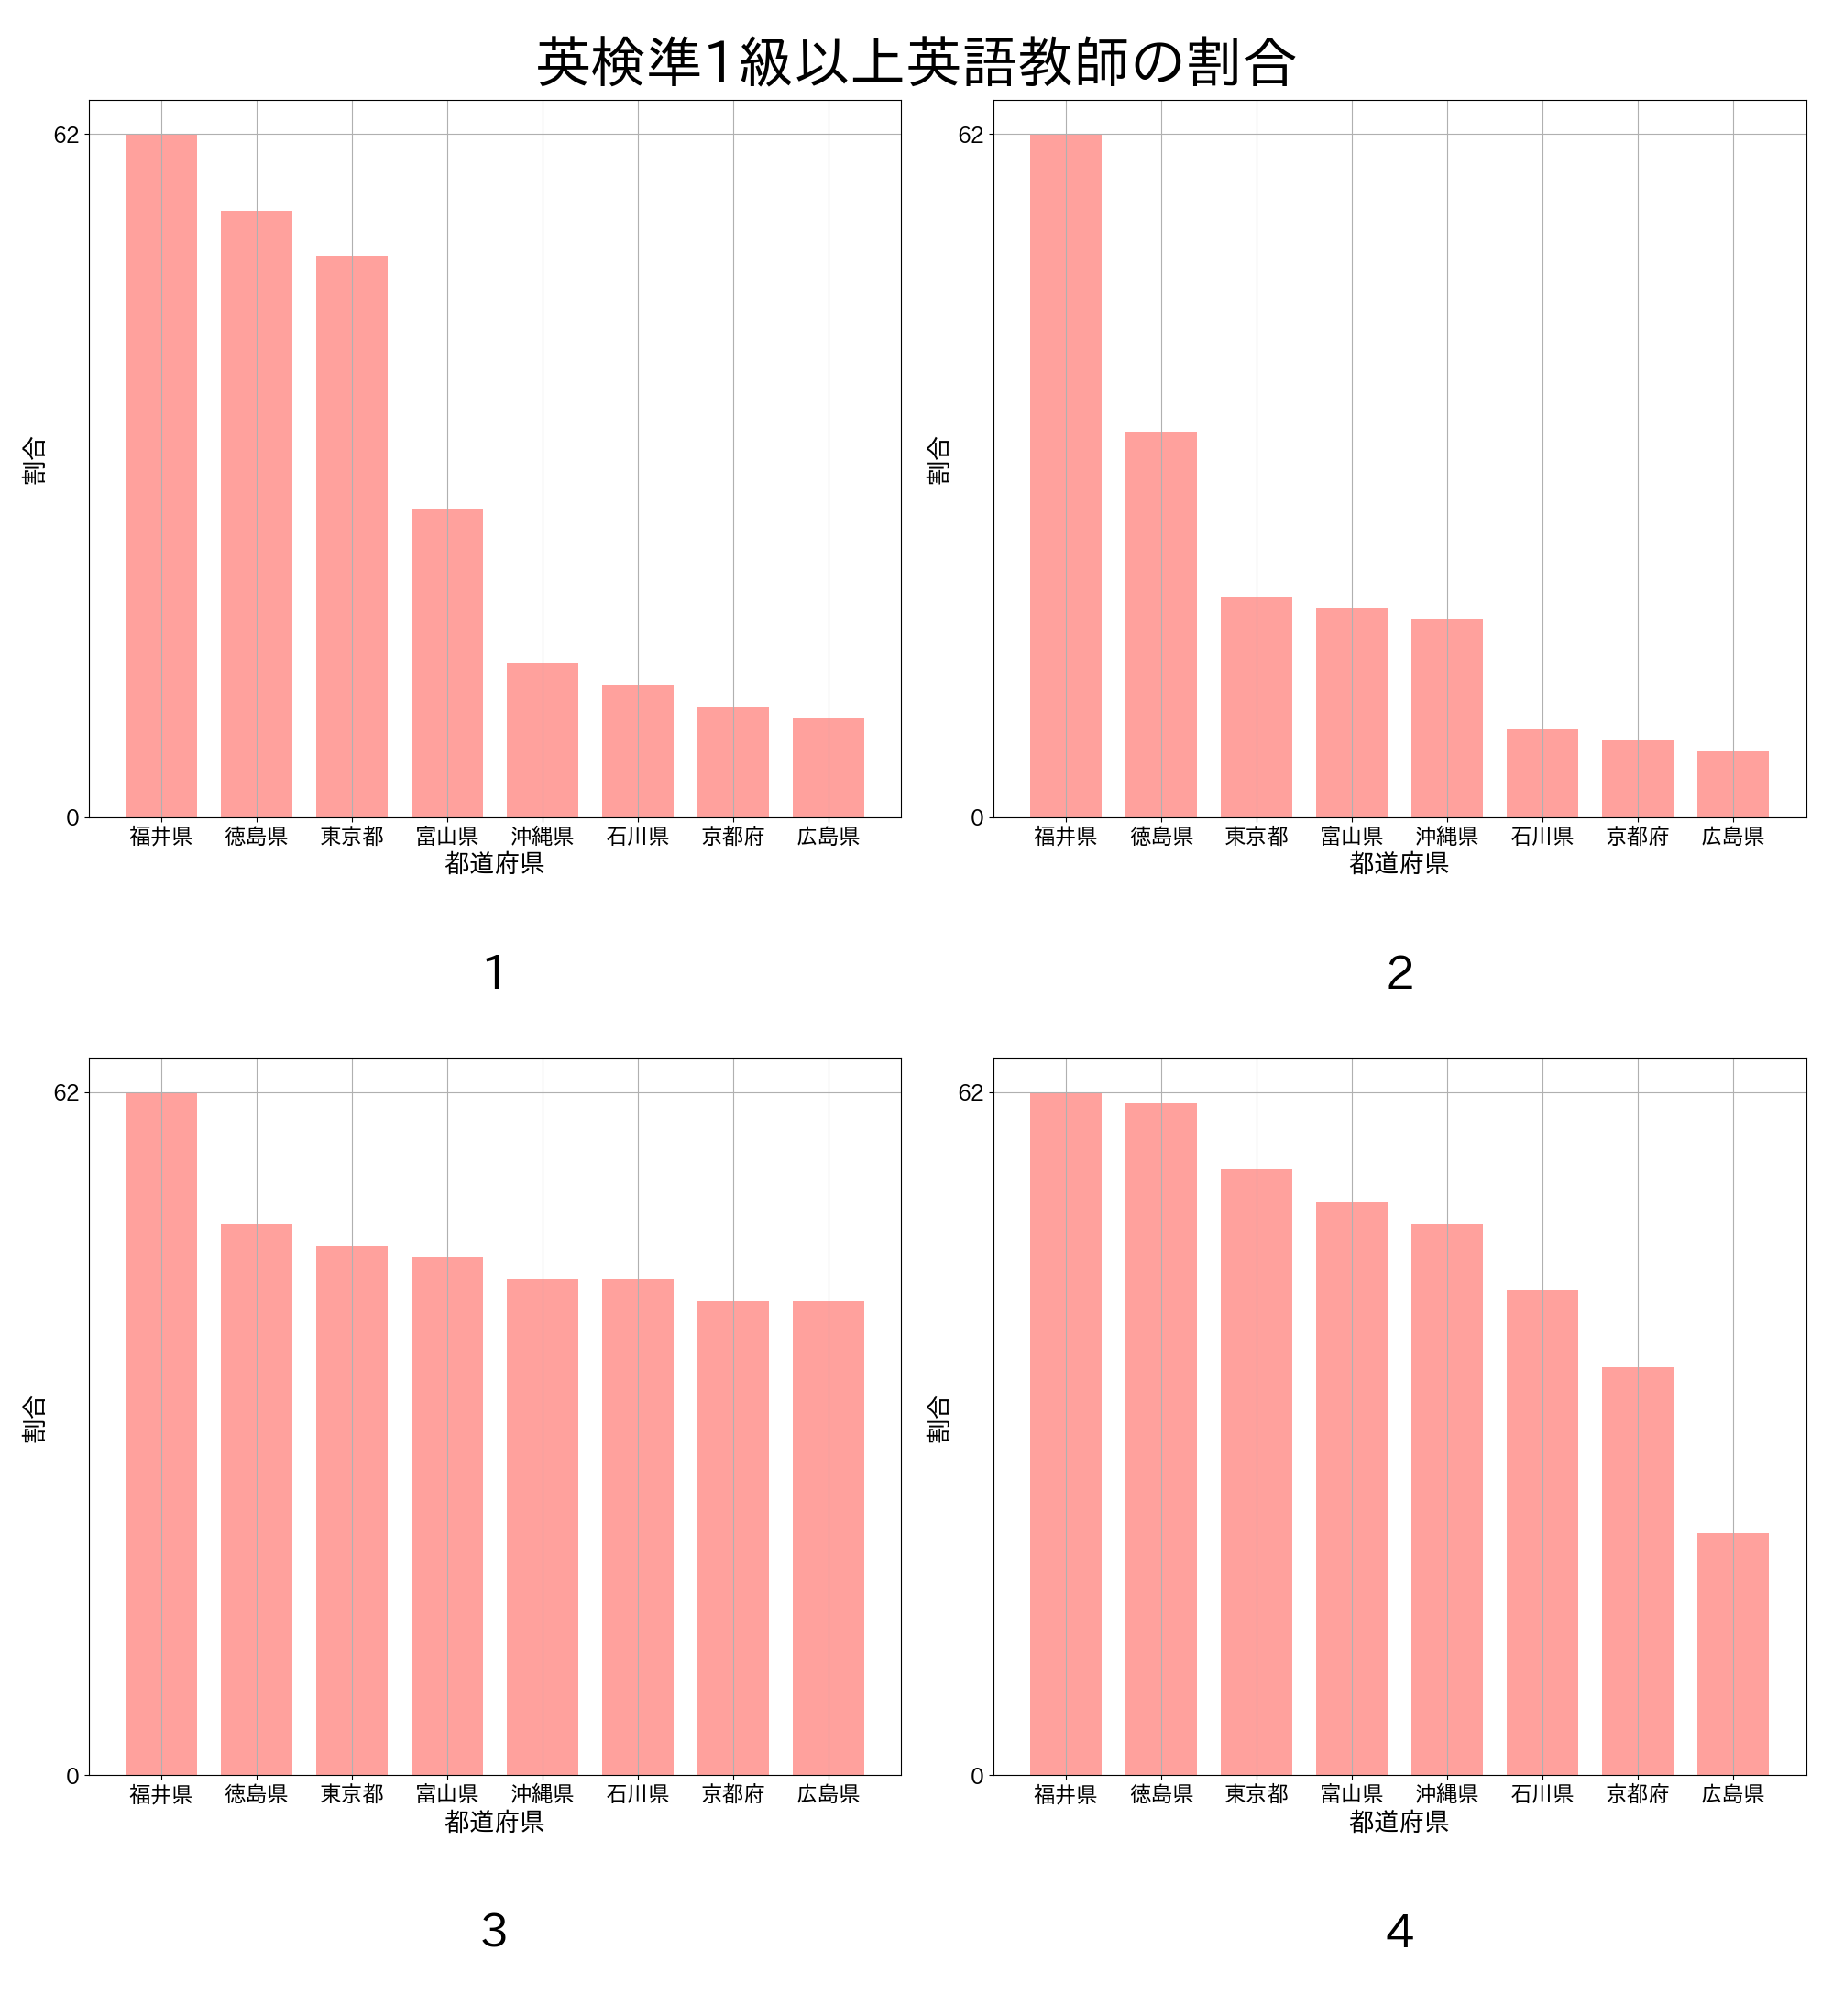 英検準1級以上英語教師の割合
62
0
割合
福井県 徳島県 東京都 富山県 沖縄県 石川県 京都府 広島県
都道府県
1
62
0
割合
福井県 徳島県 東京都 富山県 沖縄県 石川県 京都府 広島県
都道府県
2
62
0
割合
福井県 徳島県 東京都 富山県 沖縄県 石川県 京都府 広島県
都道府県
3
62
0
割合
福井県 徳島県 東京都 富山県 沖縄県 石川県 京都府 広島県
都道府県
4